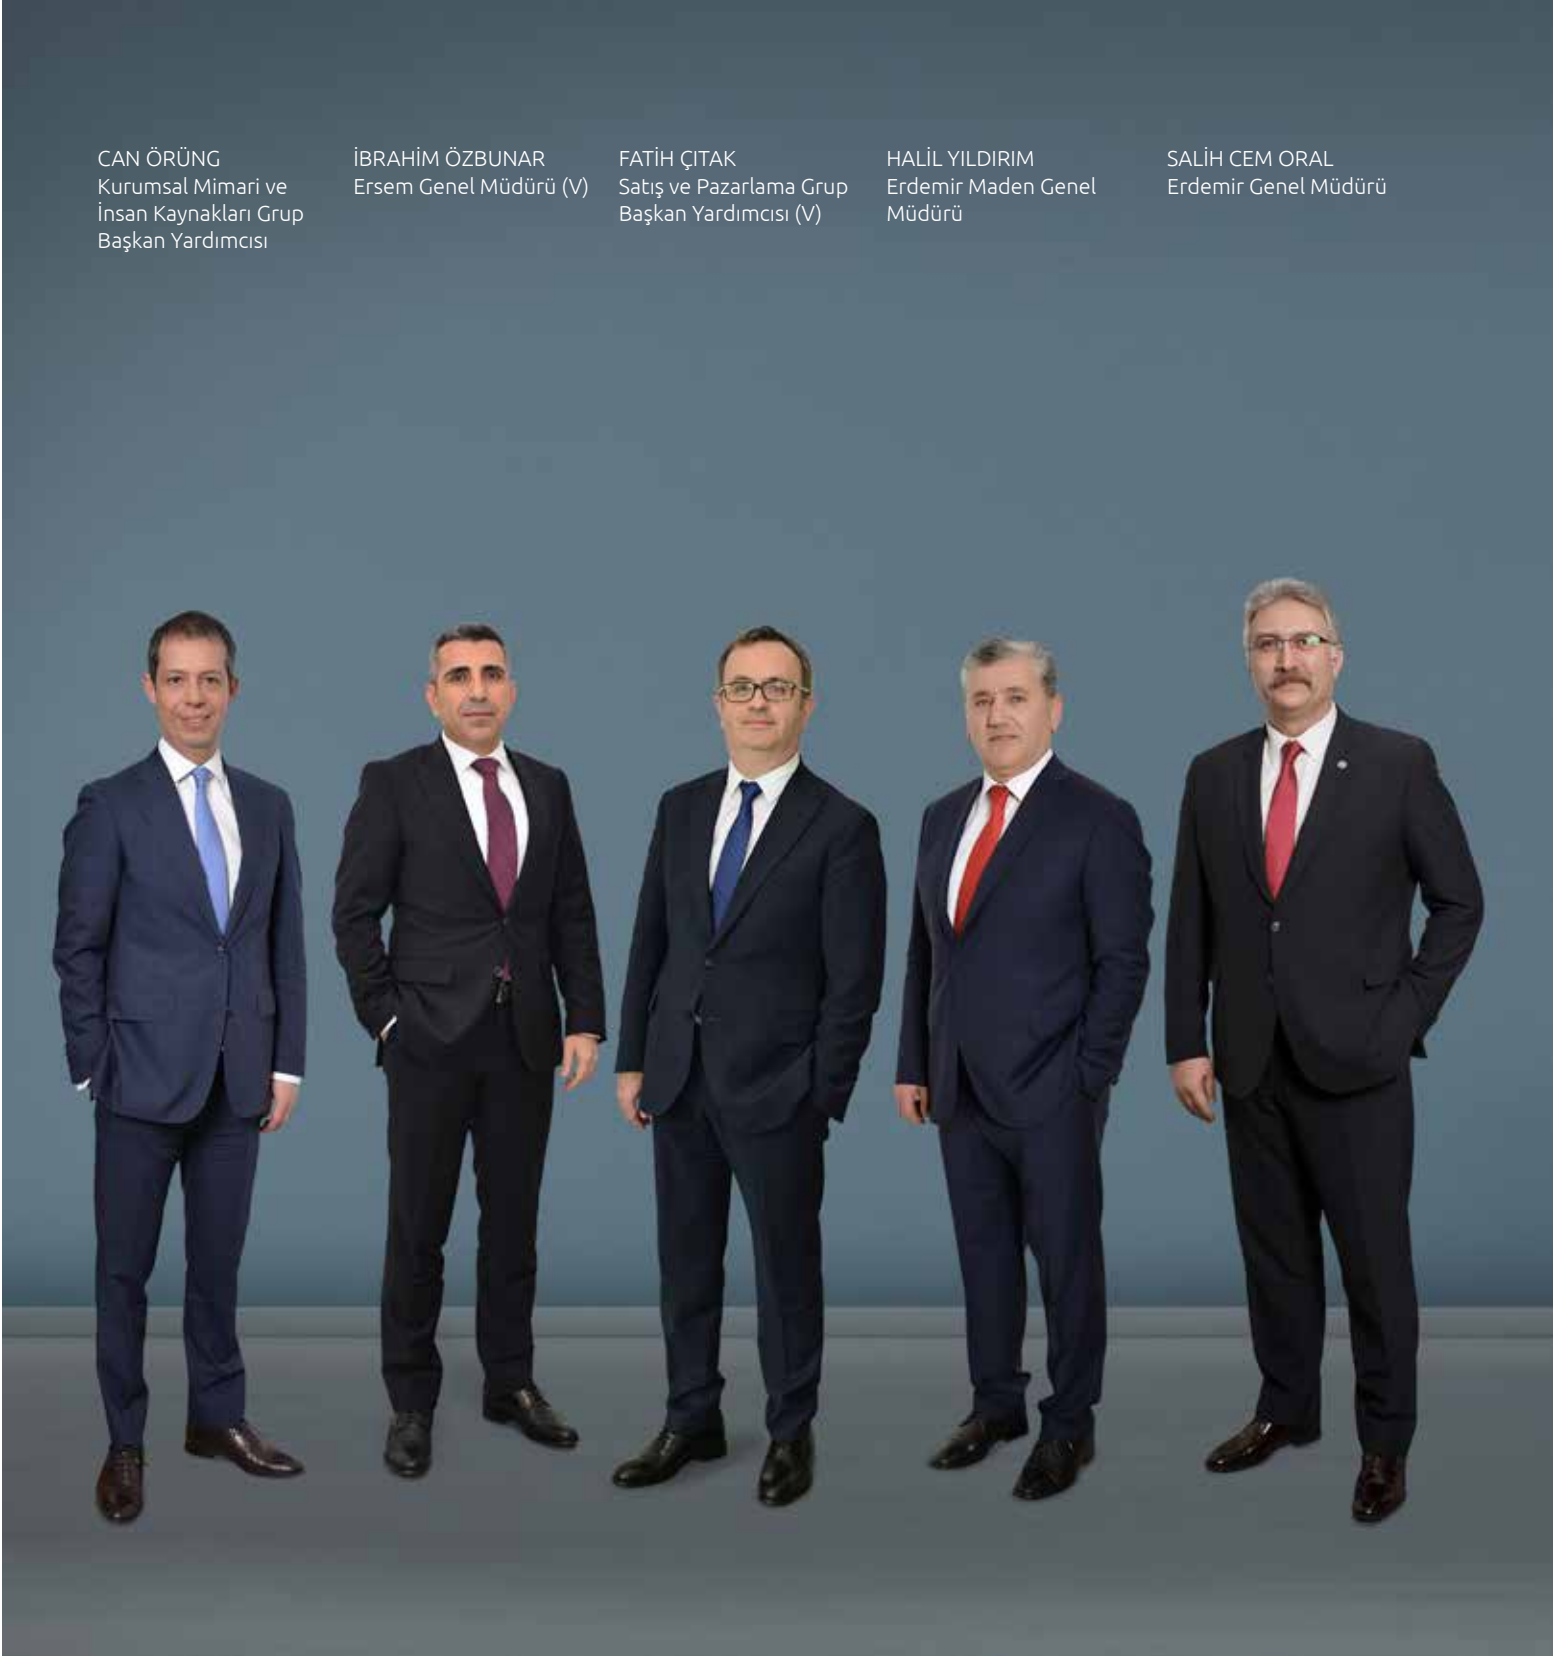 CAN ÖRÜNG
Kurumsal Mimari ve
İnsan Kaynakları Grup
Başkan Yardımcısı
İBRAHİM ÖZBUNAR
Ersem Genel Müdürü (V)
FATİH ÇITAK
Satış ve Pazarlama Grup
Başkan Yardımcısı (V)
HALİL YILDIRIM
Erdemir Maden Genel
Müdürü
SALİH CEM ORAL
Erdemir Genel Müdürü